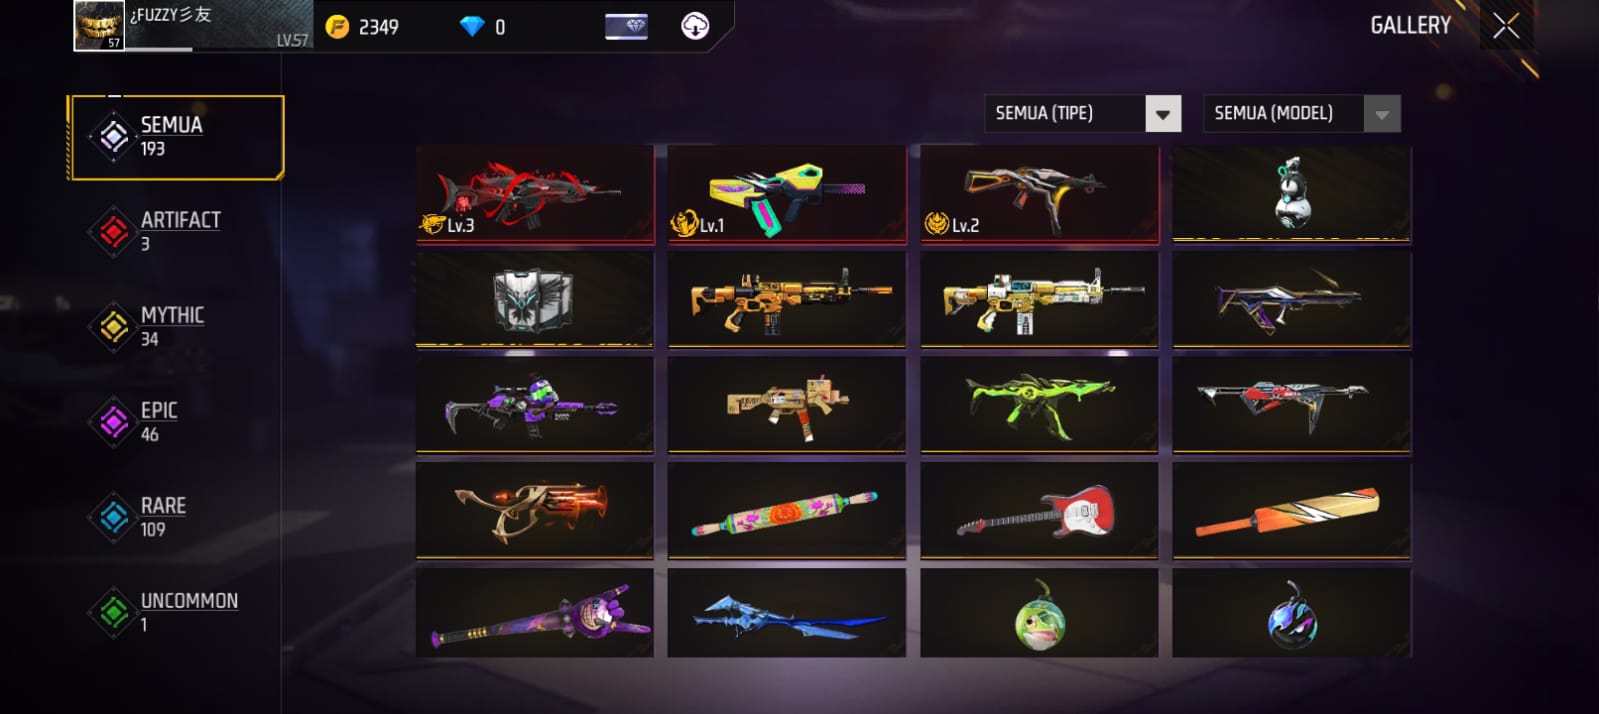 ¿FUZZY彡友
57
LV.57
2349
0
GALLERY
SEMUA
193
ARTIFACT
3
MYTHIC
34
EPIC
46
RARE
109
UNCOMMON
1
SEMUA (TIPE)
SEMUA (MODEL)
Lv.3
Lv.1
Lv.2